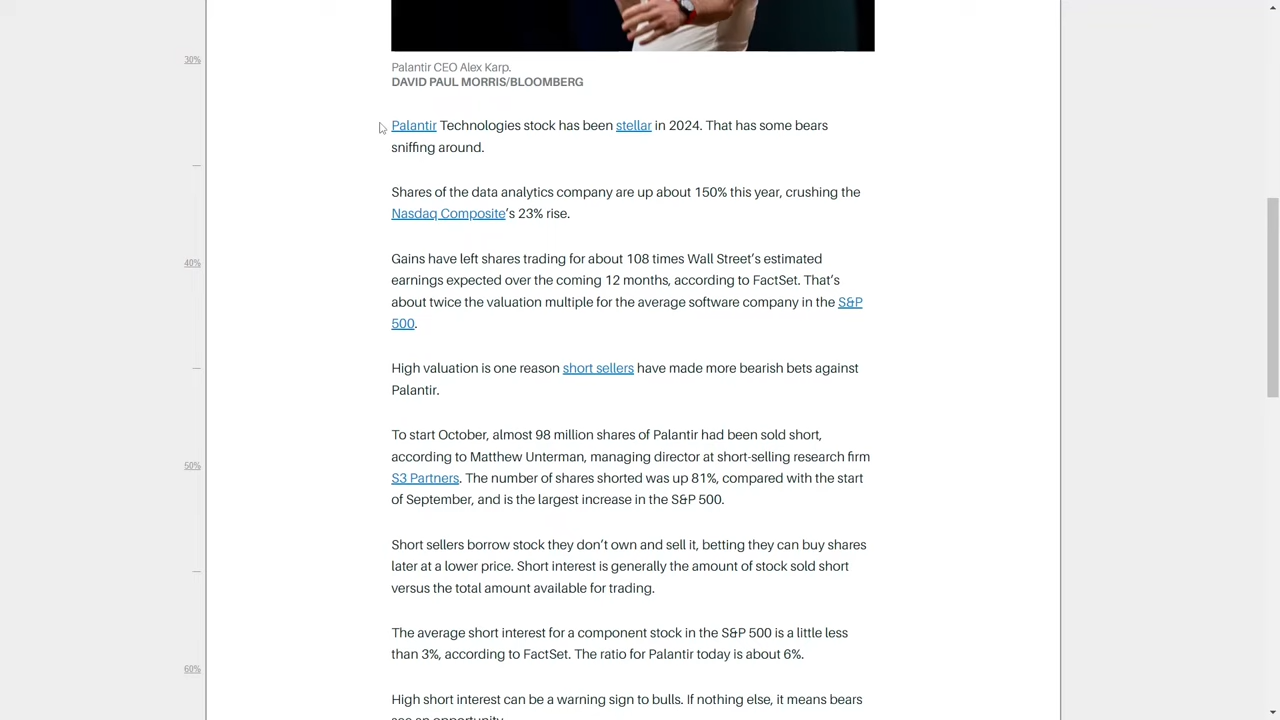 30%
Palantir CEO Alex Karp.
DAVID PAUL MORRIS/BLOOMBERG
Palantir Technologies stock has been stellar in 2024. That has some bears
sniffing around.
Shares of the data analytics company are up about 150% this year, crushing the
Nasdaq Composite’s 23% rise.
40%
Gains have left shares trading for about 108 times Wall Street’s estimated
earnings expected over the coming 12 months, according to FactSet. That’s
about twice the valuation multiple for the average software company in the S&P
500.
High valuation is one reason short sellers have made more bearish bets against
Palantir.
To start October, almost 98 million shares of Palantir had been sold short,
according to Matthew Unterman, managing director at short-selling research firm
50%
S3 Partners. The number of shares shorted was up 81%, compared with the start
of September, and is the largest increase in the S&P 500.
Short sellers borrow stock they don’t own and sell it, betting they can buy shares
later at a lower price. Short interest is generally the amount of stock sold short
versus the total amount available for trading.
The average short interest for a component stock in the S&P 500 is a little less
than 3%, according to FactSet. The ratio for Palantir today is about 6%.
60%
High short interest can be a warning sign to bulls. If nothing else, it means bears
see an opportunity.